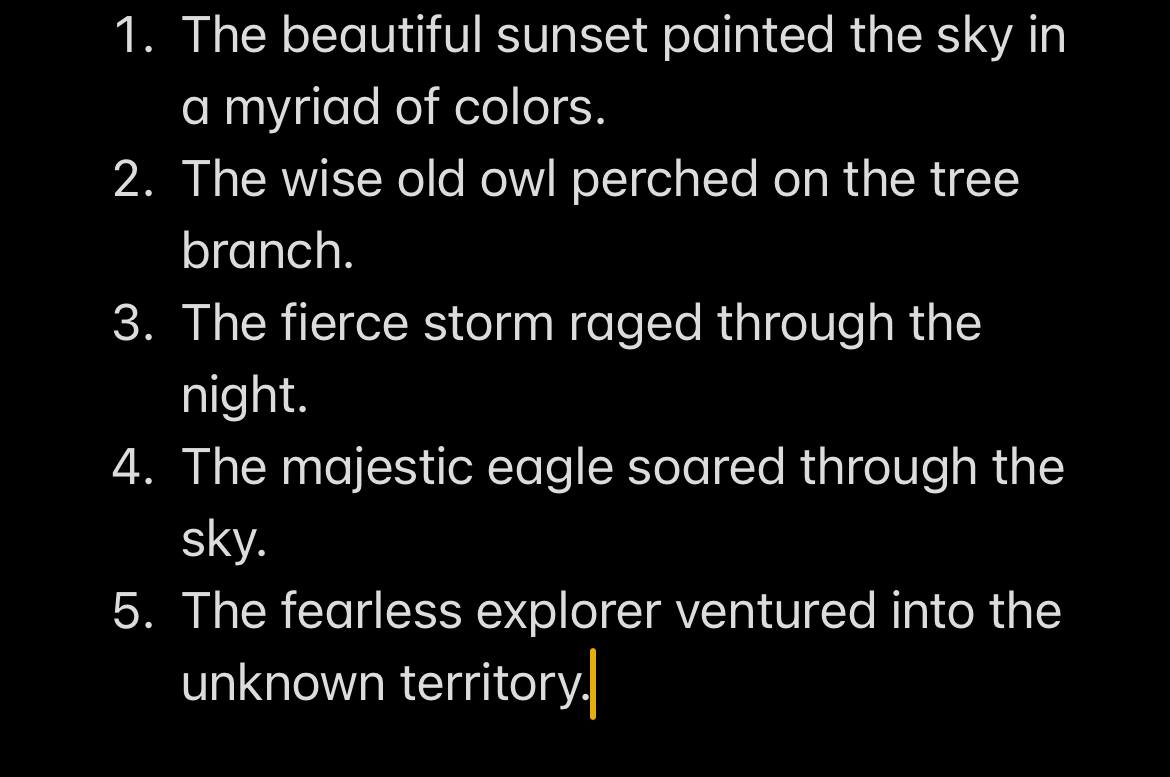 1. The beautiful sunset painted the sky in
a myriad of colors.
2. The wise old owl perched on the tree
branch.
3. The fierce storm raged through the
night.
4. The majestic eagle soared through the
sky.
5. The fearless explorer ventured into the
unknown territory.